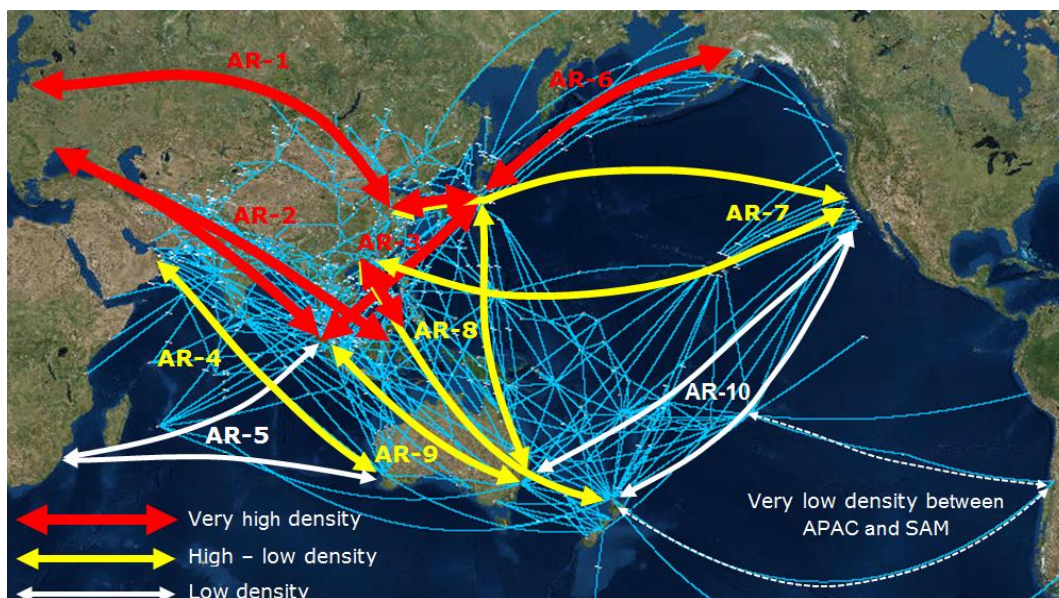 AR-1
AR-6
AR-2
AR-7
AR-3
AR-8
AR-4
AR-10
AR-5
AR-9
Very low density between
APAC and SAM
Very high density
High – low density
Low density